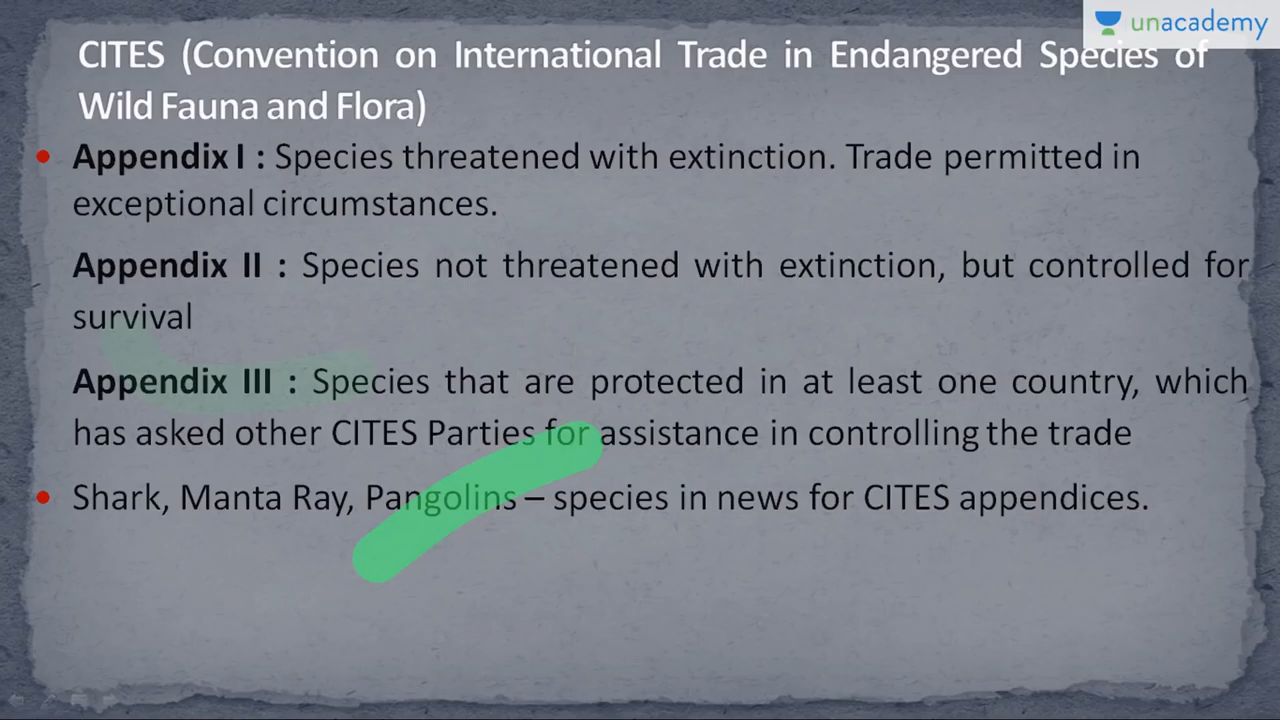 unacademy
CITES (Convention on International Trade in Endangered Species of
Wild Fauna and Flora)
• Appendix I : Species threatened with extinction. Trade permitted in
exceptional circumstances.
Appendix II : Species not threatened with extinction, but controlled for
survival
Appendix III : Species that are protected in at least one country, which
has asked other CITES Parties for assistance in controlling the trade
• Shark, Manta Ray, Pangolins – species in news for CITES appendices.